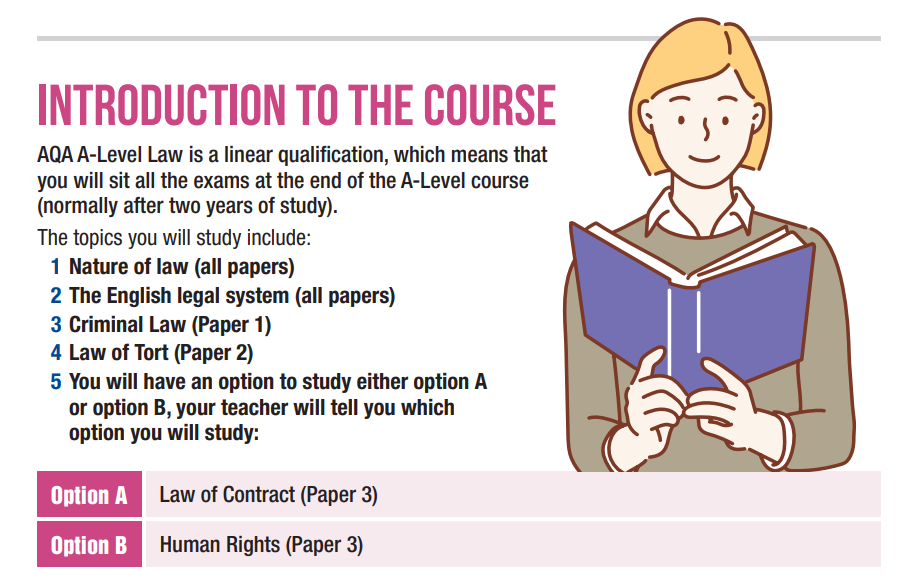 INTRODUCTION TO THE COURSE
AQA A-Level Law is a linear qualification, which means that
you will sit all the exams at the end of the A-Level course
(normally after two years of study).
The topics you will study include:
1 Nature of law (all papers)
2 The English legal system (all papers)
3 Criminal Law (Paper 1)
4 Law of Tort (Paper 2)
5 You will have an option to study either option A
or option B, your teacher will tell you which
option you will study:
Option A Law of Contract (Paper 3)
Option B Human Rights (Paper 3)